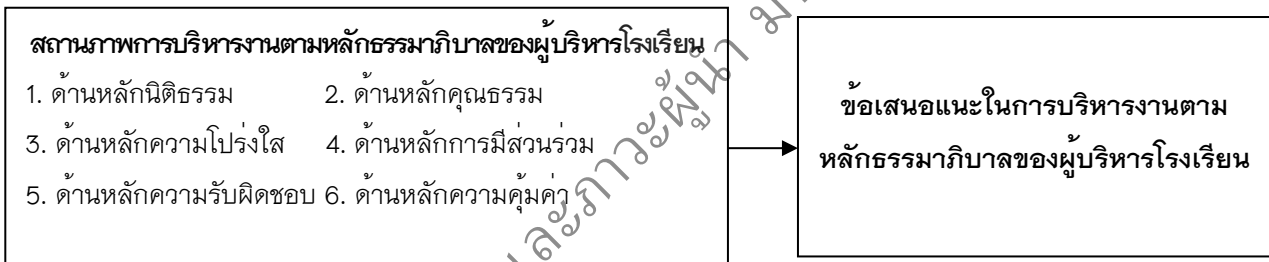 สถานภาพการบริหารงานตามหลักธรรมาภิบาลของผู้บริหารโรงเรียน
1. ด้านหลักนิติธรรม 2. ด้านหลักคุณธรรม
3. ด้านหลักความโปร่งใส 4. ด้านหลักการมีส่วนร่วม
5. ด้านหลักความรับผิดชอบ 6. ด้านหลักความคุ้มค่า
ข้อเสนอแนะในการบริหารงานตาม
หลักธรรมาภิบาลของผู้บริหารโรงเรียน
และภาวะผู้นำ